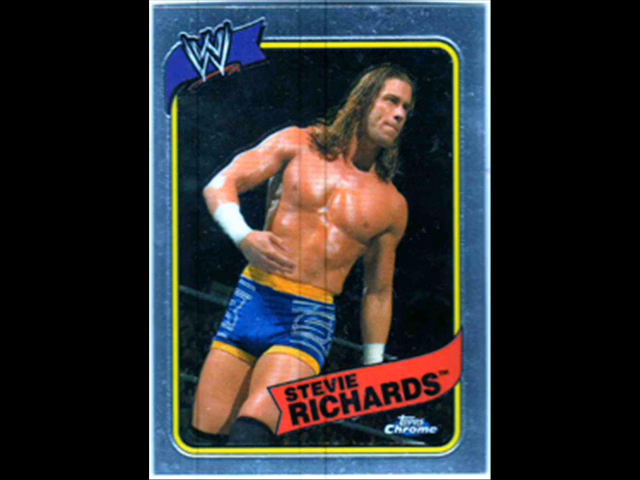 W
STEVIE
RICHARDS™
Topps
Chrome